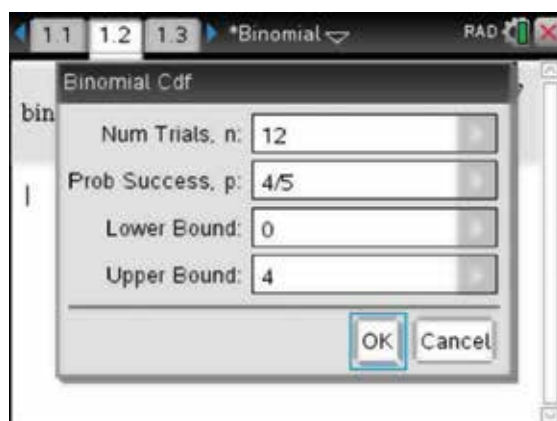 1.1 1.2 1.3 *Binomial RAD
Binomial Cdf
bin
Num Trials, n: 12
Prob Success, p: 4/5
Lower Bound: 0
Upper Bound: 4
OK Cancel